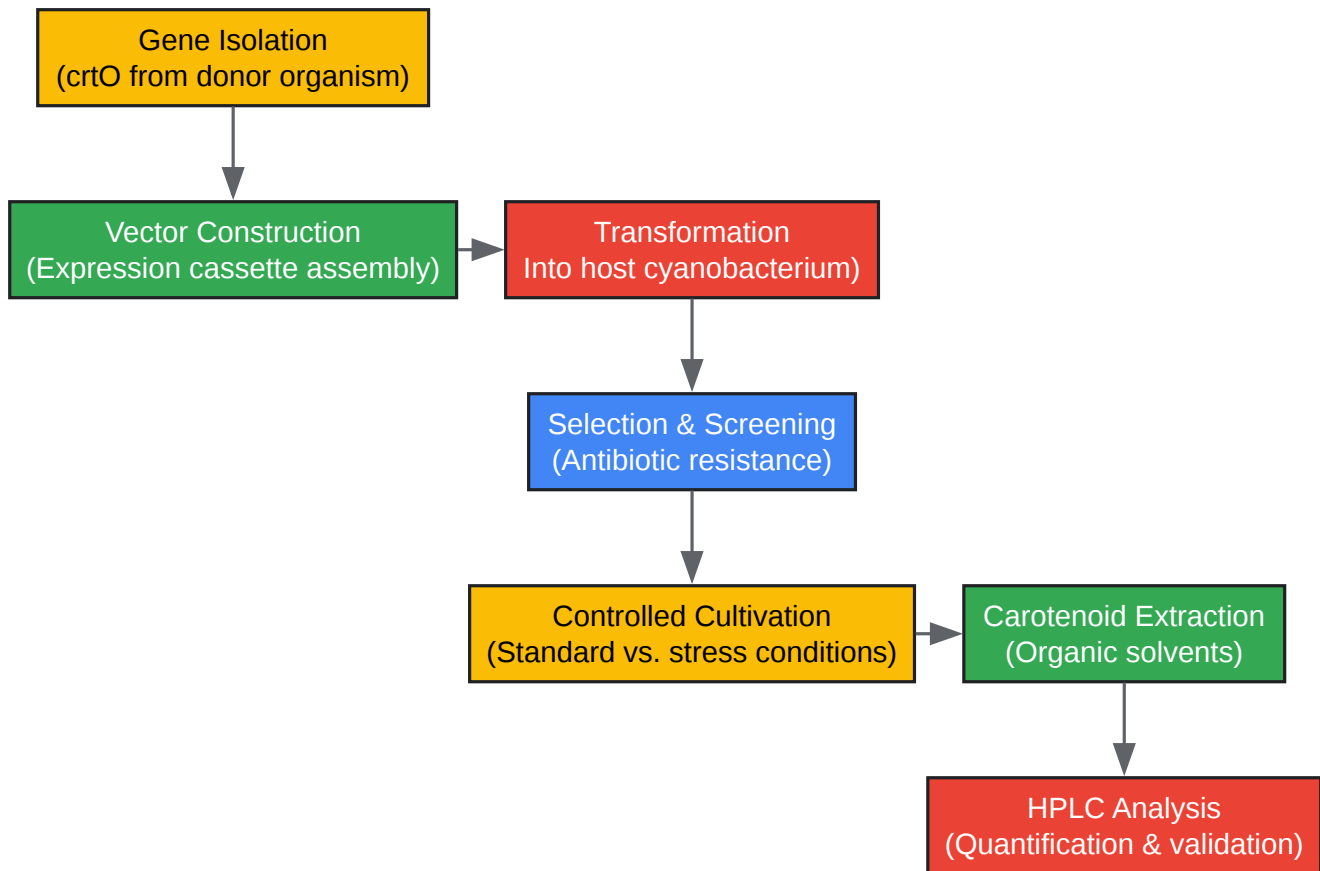 Gene Isolation
(crtO from donor organism)
Vector Construction
(Expression cassette assembly)
Transformation
Into host cyanobacterium)
Selection & Screening
(Antibiotic resistance)
Controlled Cultivation
(Standard vs. stress conditions)
Carotenoid Extraction
(Organic solvents)
HPLC Analysis
(Quantification & validation)